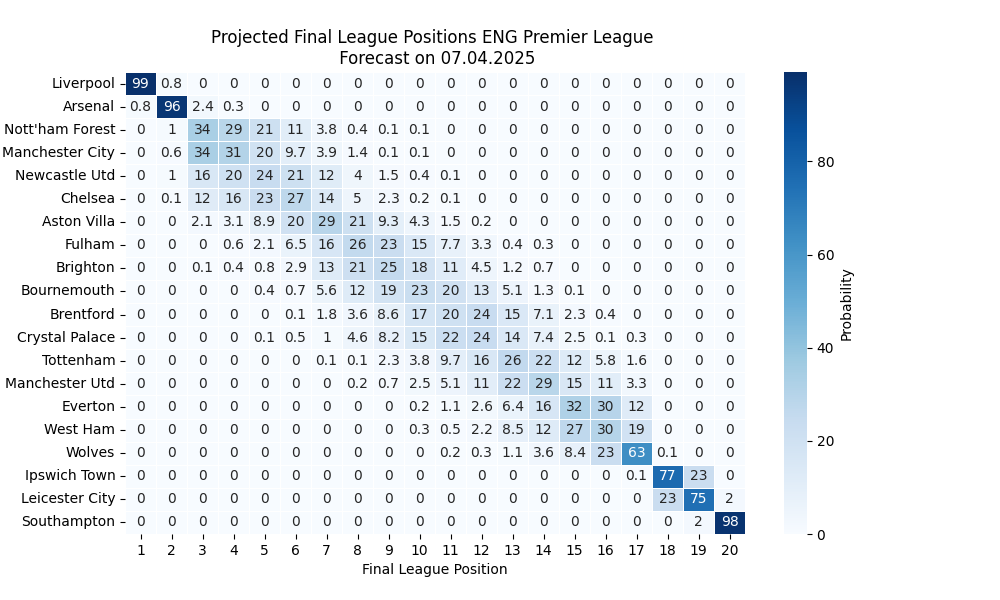 Projected Final League Positions ENG Premier League
Forecast on 07.04.2025
Liverpool 99 0.8 0 0 0 0 0 0 0 0 0 0 0 0 0 0 0 0 0 0
Arsenal 0.8 96 2.4 0.3 0 0 0 0 0 0 0 0 0 0 0 0 0 0 0 0
Nott'ham Forest 0 1 34 29 21 11 3.8 0.4 0.1 0.1 0 0 0 0 0 0 0 0 0 0
Manchester City 0 0.6 34 31 20 9.7 3.9 1.4 0.1 0.1 0 0 0 0 0 0 0 0 0 0
Newcastle Utd 0 1 16 20 24 21 12 4 1.5 0.4 0.1 0 0 0 0 0 0 0 0 0
Chelsea 0 0.1 12 16 23 27 14 5 2.3 0.2 0.1 0 0 0 0 0 0 0 0 0
Aston Villa 0 0 2.1 3.1 8.9 20 29 21 9.3 4.3 1.5 0.2 0 0 0 0 0 0 0 0
Fulham 0 0 0 0.6 2.1 6.5 16 26 23 15 7.7 3.3 0.4 0.3 0 0 0 0 0 0
Brighton 0 0 0.1 0.4 0.8 2.9 13 21 25 18 11 4.5 1.2 0.7 0 0 0 0 0 0
Bournemouth 0 0 0 0 0.4 0.7 5.6 12 19 23 20 13 5.1 1.3 0.1 0 0 0 0 0
Brentford 0 0 0 0 0 0.1 1.8 3.6 8.6 17 20 24 15 7.1 2.3 0.4 0 0 0 0
Crystal Palace 0 0 0 0 0.1 0.5 1 4.6 8.2 15 22 24 14 7.4 2.5 0.1 0.3 0 0 0
Tottenham 0 0 0 0 0 0 0.1 0.1 2.3 3.8 9.7 16 26 22 12 5.8 1.6 0 0 0
Manchester Utd 0 0 0 0 0 0 0 0.2 0.7 2.5 5.1 11 22 29 15 11 3.3 0 0 0
Everton 0 0 0 0 0 0 0 0 0 0.2 1.1 2.6 6.4 16 32 30 12 0 0 0
West Ham 0 0 0 0 0 0 0 0 0 0.3 0.5 2.2 8.5 12 27 30 19 0 0 0
Wolves 0 0 0 0 0 0 0 0 0 0 0.2 0.3 1.1 3.6 8.4 23 63 0.1 0 0
Ipswich Town 0 0 0 0 0 0 0 0 0 0 0 0 0 0 0 0 0.1 77 23 0
Leicester City 0 0 0 0 0 0 0 0 0 0 0 0 0 0 0 0 0 23 75 2
Southampton 0 0 0 0 0 0 0 0 0 0 0 0 0 0 0 0 0 0 2 98
1 2 3 4 5 6 7 8 9 10 11 12 13 14 15 16 17 18 19 20
Final League Position
80
60
40
20
0
Probability